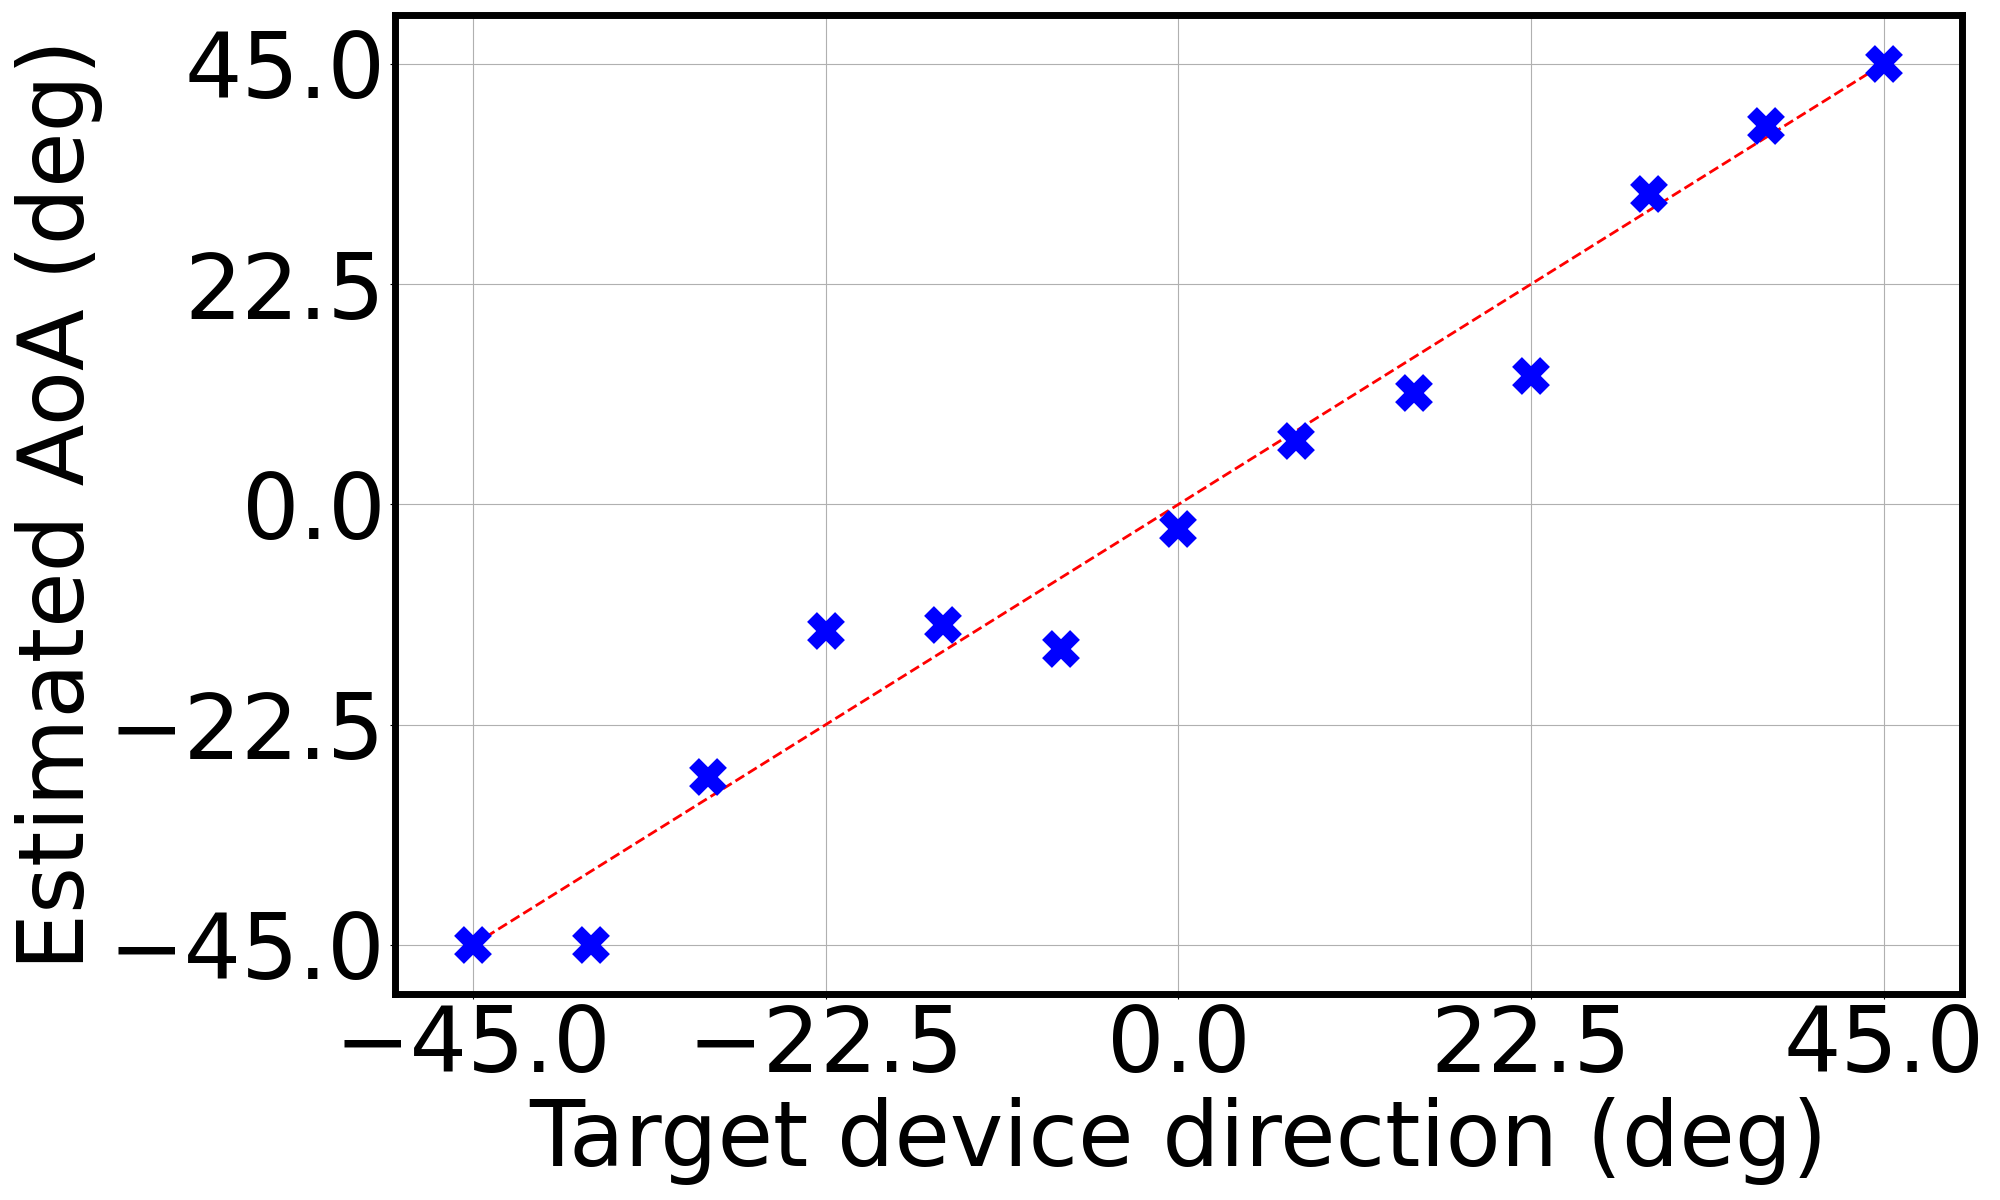 Estimated AoA (deg)
45.0
22.5
0.0
−22.5
−45.0
−45.0 −22.5 0.0 22.5 45.0
Target device direction (deg)